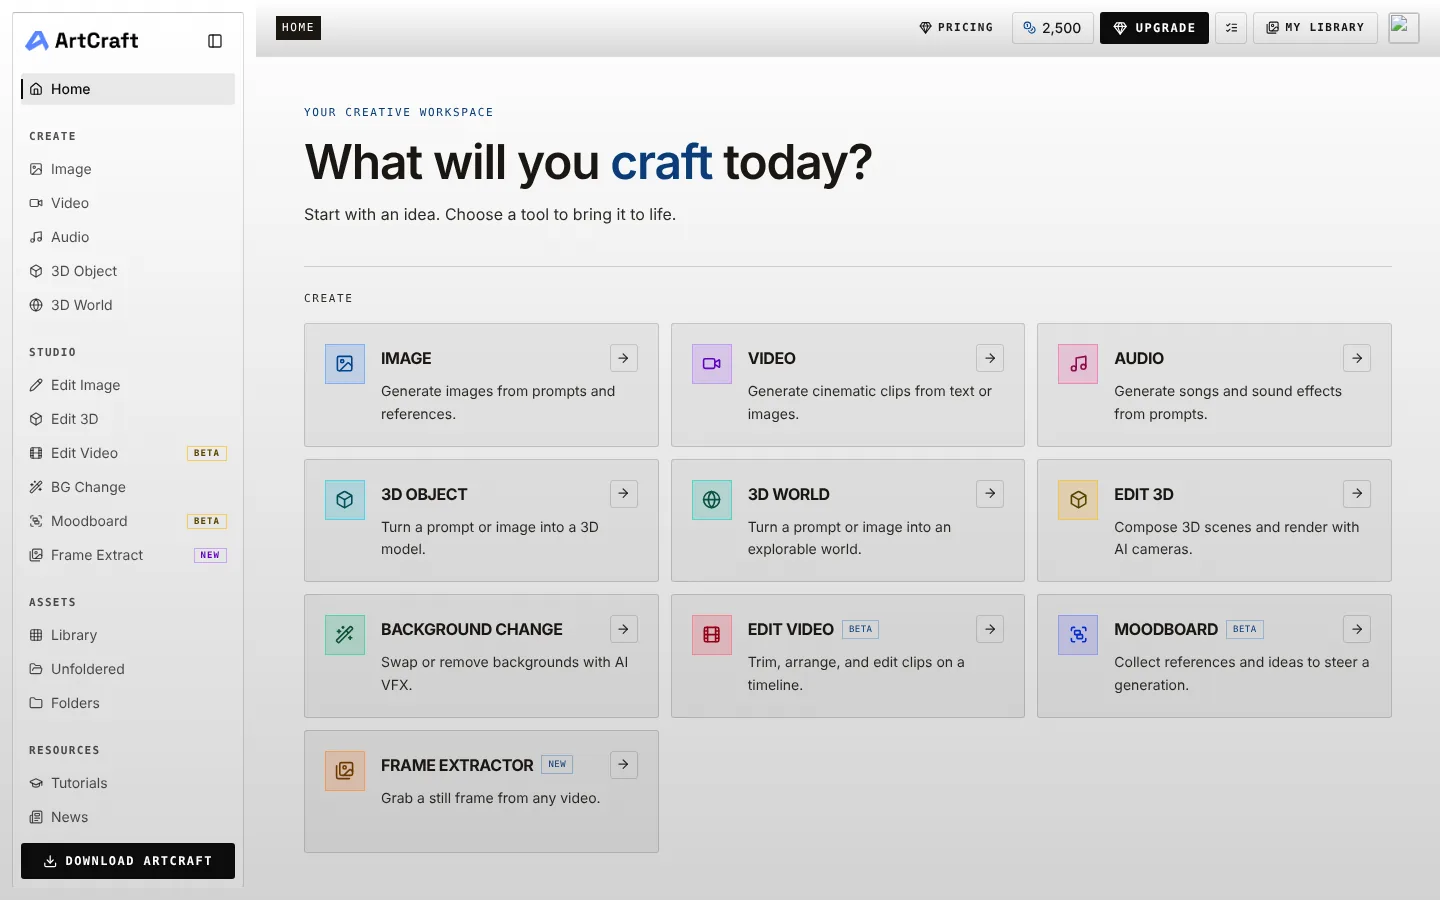 ArtCraft
HOME
PRICING
2,500
UPGRADE
MY LIBRARY
Home
CREATE
Image
Video
Audio
3D Object
3D World
STUDIO
Edit Image
Edit 3D
Edit Video BETA
BG Change
Moodboard BETA
Frame Extract NEW
ASSETS
Library
Unfoldered
Folders
RESOURCES
Tutorials
News
DOWNLOAD ARTCRAFT
YOUR CREATIVE WORKSPACE
What will you craft today?
Start with an idea. Choose a tool to bring it to life.
CREATE
IMAGE
Generate images from prompts and
references.
VIDEO
Generate cinematic clips from text or
images.
AUDIO
Generate songs and sound effects
from prompts.
3D OBJECT
Turn a prompt or image into a 3D
model.
3D WORLD
Turn a prompt or image into an
explorable world.
EDIT 3D
Compose 3D scenes and render with
AI cameras.
BACKGROUND CHANGE
Swap or remove backgrounds with AI
VFX.
EDIT VIDEO BETA
Trim, arrange, and edit clips on a
timeline.
MOODBOARD BETA
Collect references and ideas to steer a
generation.
FRAME EXTRACTOR NEW
Grab a still frame from any video.